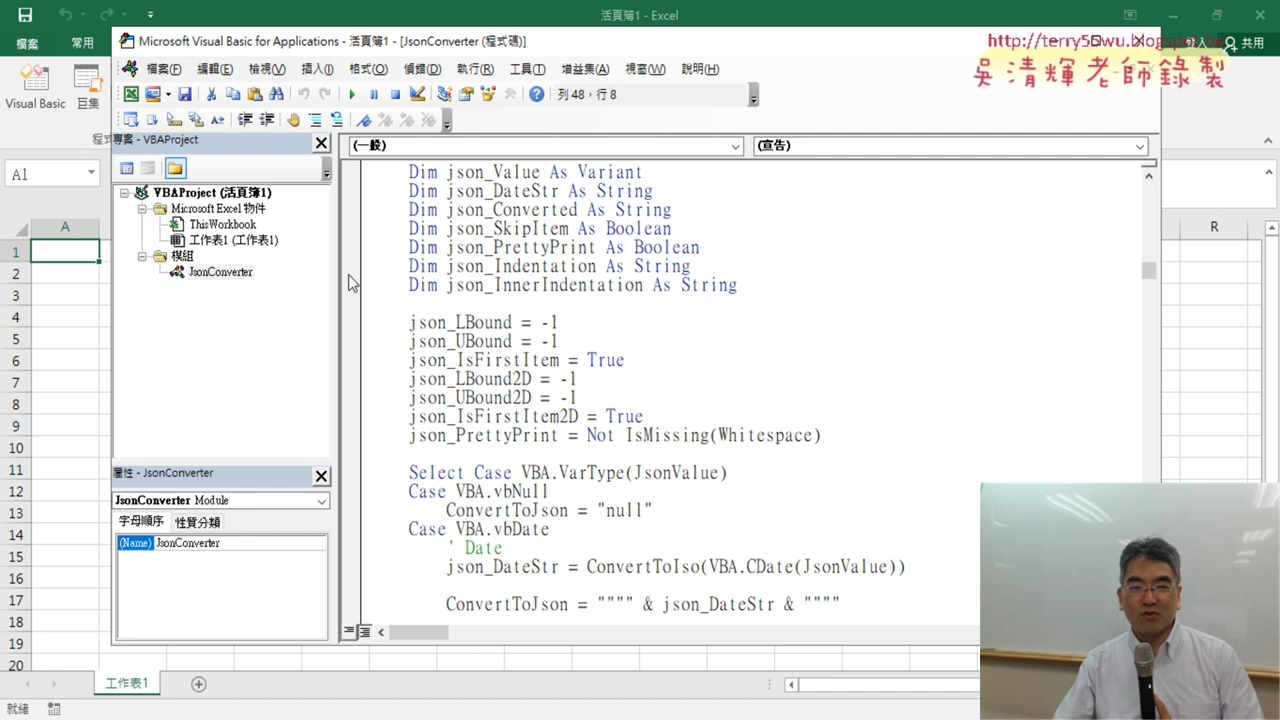 活頁簿1 - Excel
檔案
常用
共用
http://terry55wu.blogspot.tw
吳清輝老師錄製
Visual Basic
巨集
A1
Microsoft Visual Basic for Applications - 活頁簿1 - [JsonConverter (程式碼)]
檔案(F) 編輯(E) 檢視(V) 插入(I) 格式(O) 偵錯(D) 執行(R) 工具(T) 增益集(A) 視窗(W) 說明(H)
列 48，行 8
專案 - VBAProject
VBAProject (活頁簿1)
Microsoft Excel 物件
ThisWorkbook
工作表1 (工作表1)
模組
JsonConverter
屬性 - JsonConverter
JsonConverter Module
字母順序 性質分類
(Name) JsonConverter
(一般) (宣告)
Dim json_Value As Variant
Dim json_DateStr As String
Dim json_Converted As String
Dim json_SkipItem As Boolean
Dim json_PrettyPrint As Boolean
Dim json_Indentation As String
Dim json_InnerIndentation As String
json_LBound = -1
json_UBound = -1
json_IsFirstItem = True
json_LBound2D = -1
json_UBound2D = -1
json_IsFirstItem2D = True
json_PrettyPrint = Not IsMissing(Whitespace)
Select Case VBA.VarType(JsonValue)
Case VBA.vbNull
ConvertToJson = "null"
Case VBA.vbDate
' Date
json_DateStr = ConvertToIso(VBA.CDate(JsonValue))
ConvertToJson = """" & json_DateStr & """"
A
R
1
2
3
4
5
6
7
8
9
10
11
12
13
14
15
16
17
18
19
20
工作表1
就緒